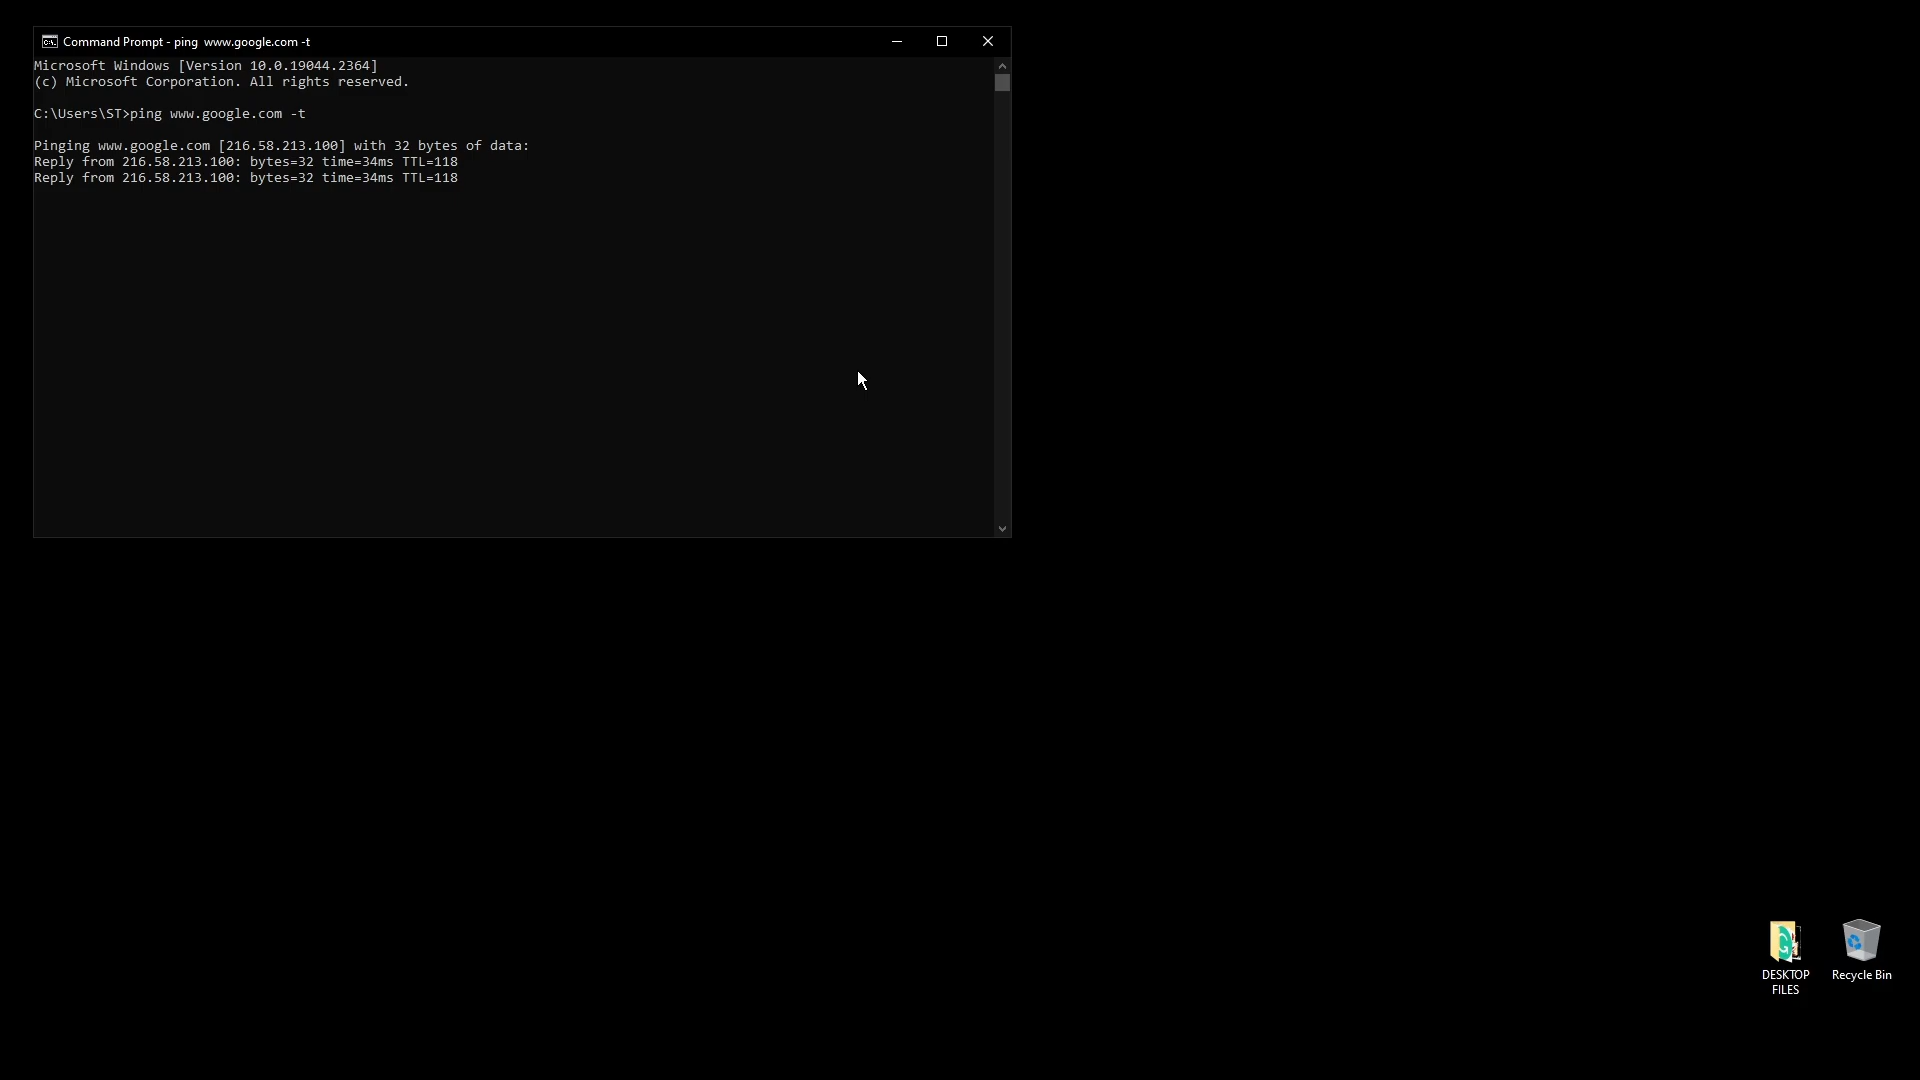 Command Prompt - ping  www.google.com -t
Microsoft Windows [Version 10.0.19044.2364]
(c) Microsoft Corporation. All rights reserved.
C:\Users\ST>ping www.google.com -t
Pinging www.google.com [216.58.213.100] with 32 bytes of data:
Reply from 216.58.213.100: bytes=32 time=34ms TTL=118
Reply from 216.58.213.100: bytes=32 time=34ms TTL=118
DESKTOP
FILES
Recycle Bin